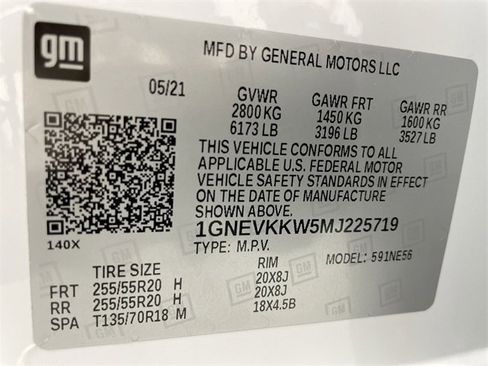 gm
MFD BY GENERAL MOTORS LLC
05/21 GVWR GAWR FRT GAWR RR
2800 KG 1450 KG 1600 KG
6173 LB 3196 LB 3527 LB
THIS VEHICLE CONFORMS TO ALL
APPLICABLE U.S. FEDERAL MOTOR
VEHICLE SAFETY STANDARDS IN EFFECT
ON THE DATE OF MANUFACTURE
SHOWN ABOVE.
1GNEVKKW5MJ225719
140X TYPE: M.P.V. MODEL: 591NE56
TIRE SIZE RIM
FRT 255/55R20 H 20X8J
RR 255/55R20 H 20X8J
SPA T135/70R18 M 18X4.5B